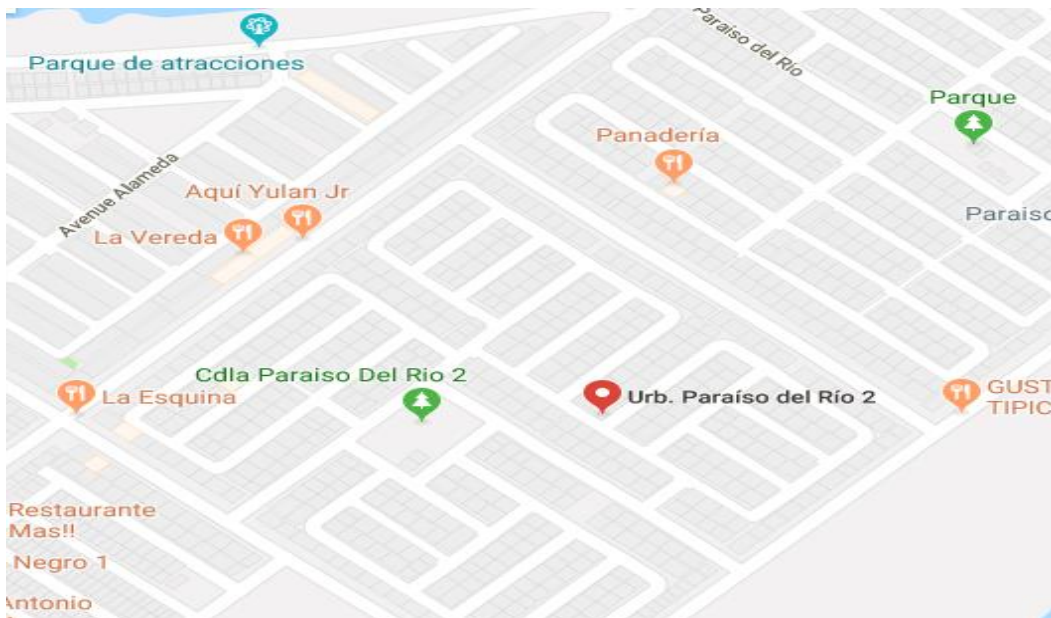 Paraiso del Río
Parque de atracciones
Parque
Panadería
Avenue Alameda
Aquí Yulan Jr
La Vereda
Paraiso
Cdla Paraiso Del Rio 2
La Esquina
Urb. Paraíso del Río 2
GUST
TIPIC
Restaurante
Mas!!
Negro 1
Antonio